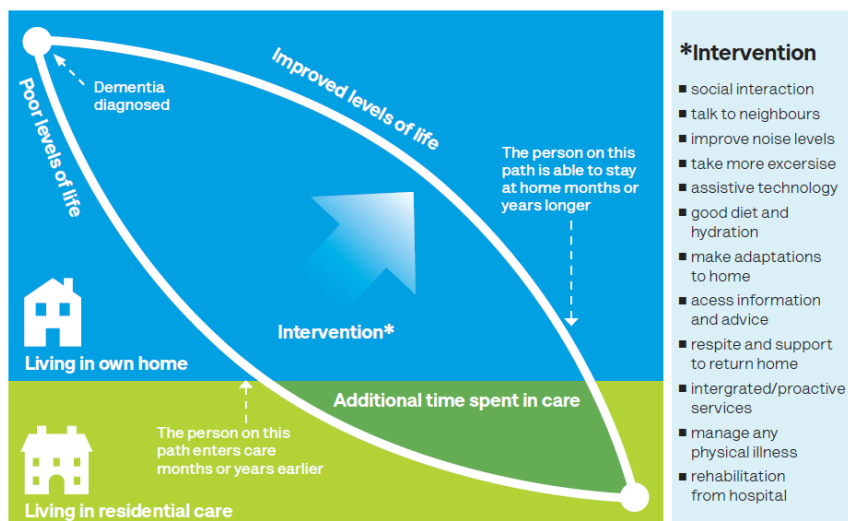 Dementia
diagnosed
Poor levels of life
Improved levels of life
The person on this
path is able to stay
at home months or
years longer
Intervention*
Living in own home
Additional time spent in care
The person on this
path enters care
months or years earlier
Living in residential care
*Intervention
■ social interaction
■ talk to neighbours
■ improve noise levels
■ take more excersise
■ assistive technology
■ good diet and
hydration
■ make adaptations
to home
■ acess information
and advice
■ respite and support
to return home
■ intergrated/proactive
services
■ manage any
physical illness
■ rehabilitation
from hospital